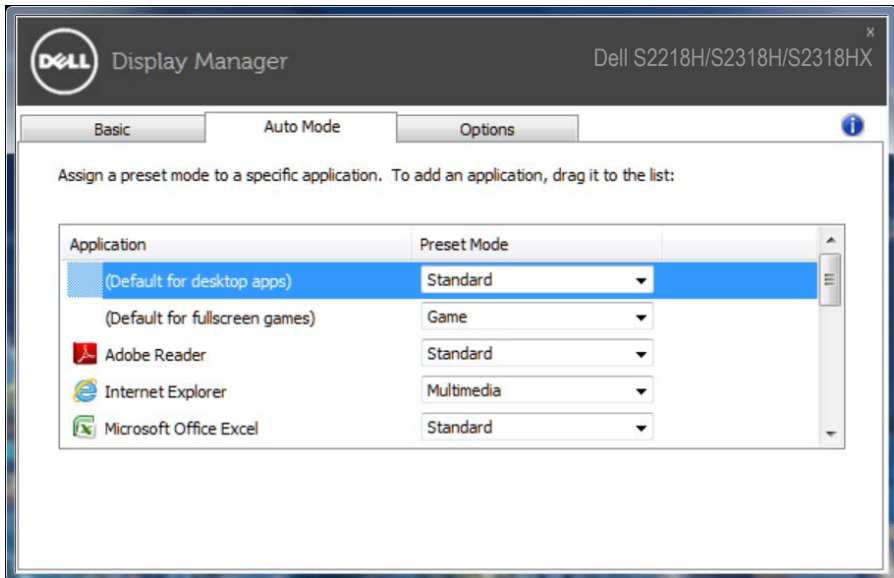 x
DELL Display Manager Dell S2218H/S2318H/S2318HX
Basic Auto Mode Options i
Assign a preset mode to a specific application. To add an application, drag it to the list:
Application Preset Mode
(Default for desktop apps) Standard
(Default for fullscreen games) Game
Adobe Reader Standard
Internet Explorer Multimedia
Microsoft Office Excel Standard